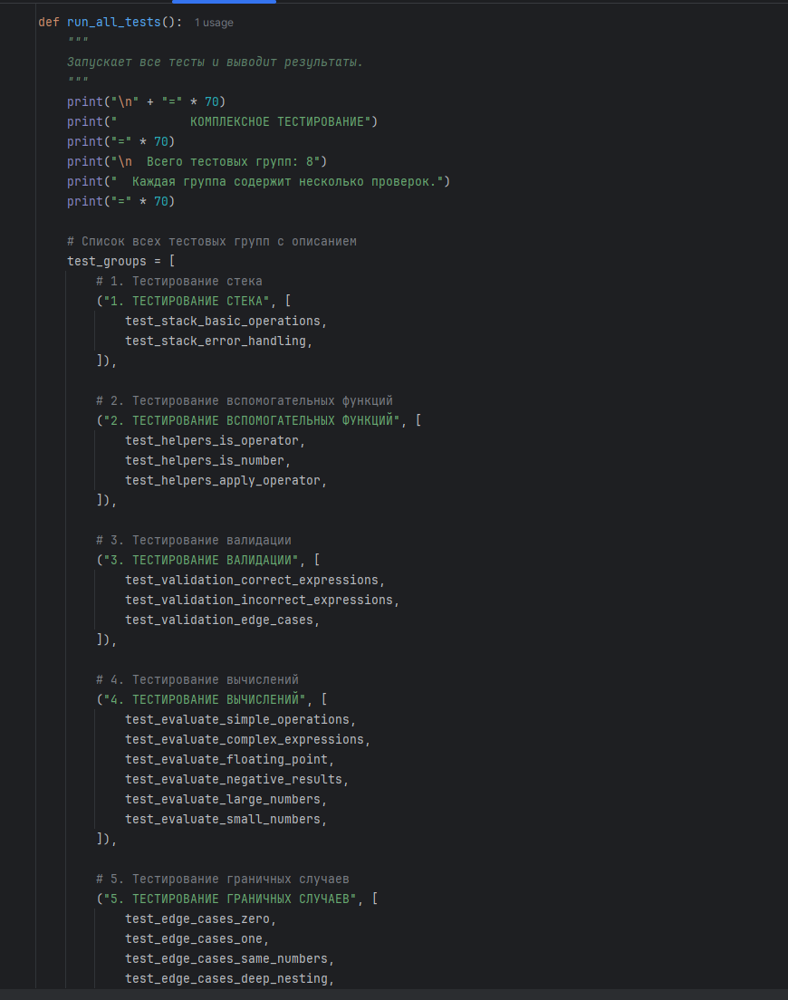 def run_all_tests(): 1 usage
    """
    Запускает все тесты и выводит результаты.
    """
    print("\n" + "=" * 70)
    print("          КОМПЛЕКСНОЕ ТЕСТИРОВАНИЕ")
    print("=" * 70)
    print("\n  Всего тестовых групп: 8")
    print("  Каждая группа содержит несколько проверок.")
    print("=" * 70)

    # Список всех тестовых групп с описанием
    test_groups = [
        # 1. Тестирование стека
        ("1. ТЕСТИРОВАНИЕ СТЕКА", [
            test_stack_basic_operations,
            test_stack_error_handling,
        ]),

        # 2. Тестирование вспомогательных функций
        ("2. ТЕСТИРОВАНИЕ ВСПОМОГАТЕЛЬНЫХ ФУНКЦИЙ", [
            test_helpers_is_operator,
            test_helpers_is_number,
            test_helpers_apply_operator,
        ]),

        # 3. Тестирование валидации
        ("3. ТЕСТИРОВАНИЕ ВАЛИДАЦИИ", [
            test_validation_correct_expressions,
            test_validation_incorrect_expressions,
            test_validation_edge_cases,
        ]),

        # 4. Тестирование вычислений
        ("4. ТЕСТИРОВАНИЕ ВЫЧИСЛЕНИЙ", [
            test_evaluate_simple_operations,
            test_evaluate_complex_expressions,
            test_evaluate_floating_point,
            test_evaluate_negative_results,
            test_evaluate_large_numbers,
            test_evaluate_small_numbers,
        ]),

        # 5. Тестирование граничных случаев
        ("5. ТЕСТИРОВАНИЕ ГРАНИЧНЫХ СЛУЧАЕВ", [
            test_edge_cases_zero,
            test_edge_cases_one,
            test_edge_cases_same_numbers,
            test_edge_cases_deep_nesting,